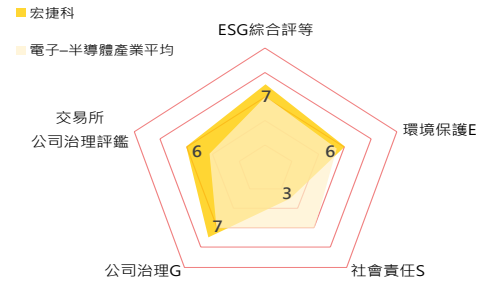 宏捷科
電子–半導體產業平均
ESG綜合評等
7
交易所
公司治理評鑑
6
6
環境保護E
3
7
公司治理G
社會責任S